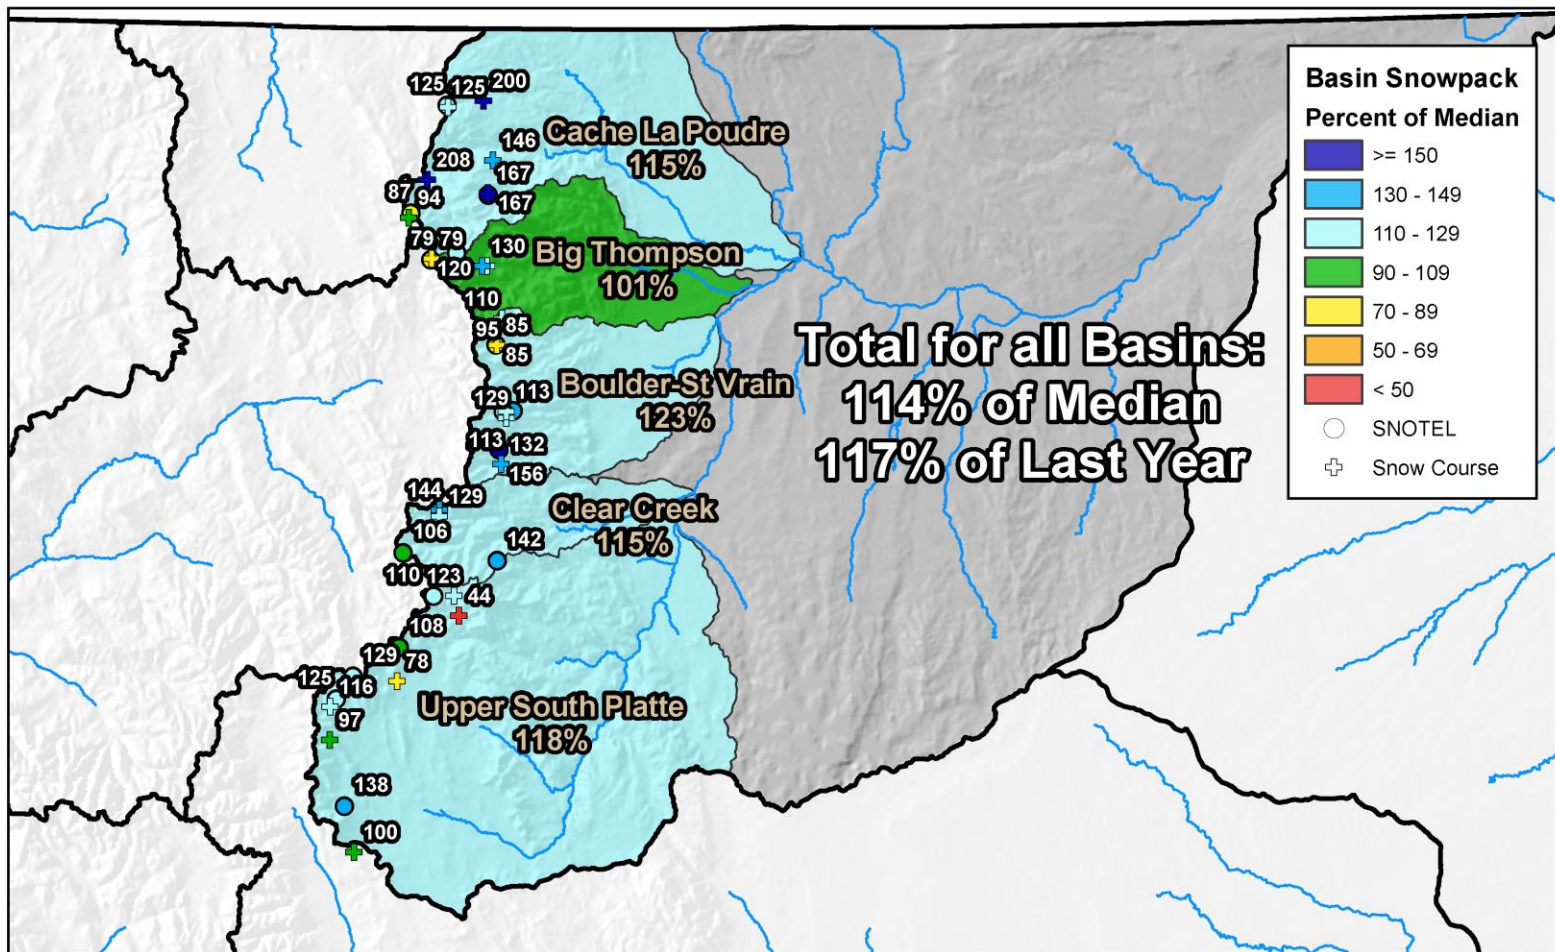 125 125 200
Cache La Poudre
115%
146
208
167
167
87 94
79 79
120
130
Big Thompson
101%
110
95 85
85
Total for all Basins:
114% of Median
117% of Last Year
Boulder-St Vrain
123%
129 113
113 132
156
144 129
Clear Creek
115%
106
142
110 123
44
108
129 78
125 116
97
Upper South Platte
118%
138
100
Basin Snowpack
Percent of Median
>= 150
130 - 149
110 - 129
90 - 109
70 - 89
50 - 69
< 50
SNOTEL
Snow Course